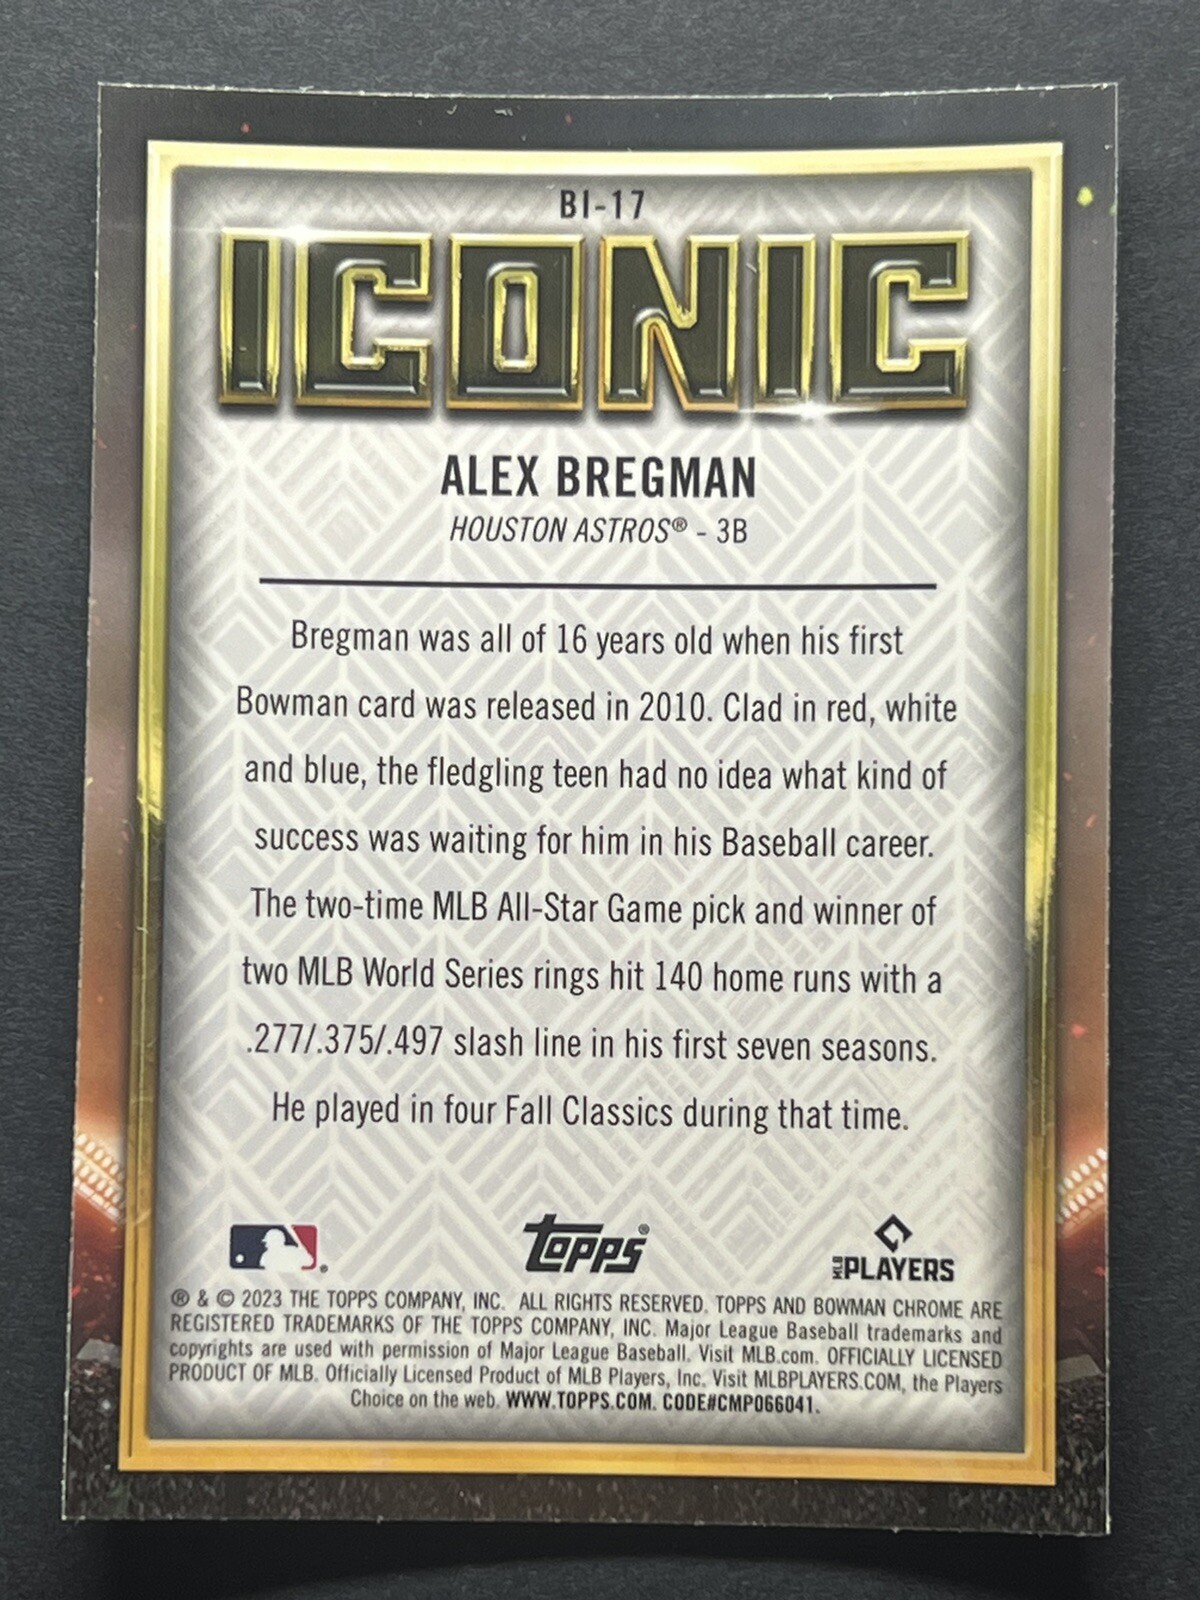 BI-17
ICONIC
ALEX BREGMAN
HOUSTON ASTROS® - 3B
Bregman was all of 16 years old when his first
Bowman card was released in 2010. Clad in red, white
and blue, the fledgling teen had no idea what kind of
success was waiting for him in his Baseball career.
The two-time MLB All-Star Game pick and winner of
two MLB World Series rings hit 140 home runs with a
.277/.375/.497 slash line in his first seven seasons.
He played in four Fall Classics during that time.
topps®
MLB PLAYERS
® & © 2023 THE TOPPS COMPANY, INC. ALL RIGHTS RESERVED. TOPPS AND BOWMAN CHROME ARE
REGISTERED TRADEMARKS OF THE TOPPS COMPANY, INC. Major League Baseball trademarks and
copyrights are used with permission of Major League Baseball. Visit MLB.com. OFFICIALLY LICENSED
PRODUCT OF MLB. Officially Licensed Product of MLB Players, Inc. Visit MLBPLAYERS.COM, the Players
Choice on the web. WWW.TOPPS.COM. CODE#CMP066041.